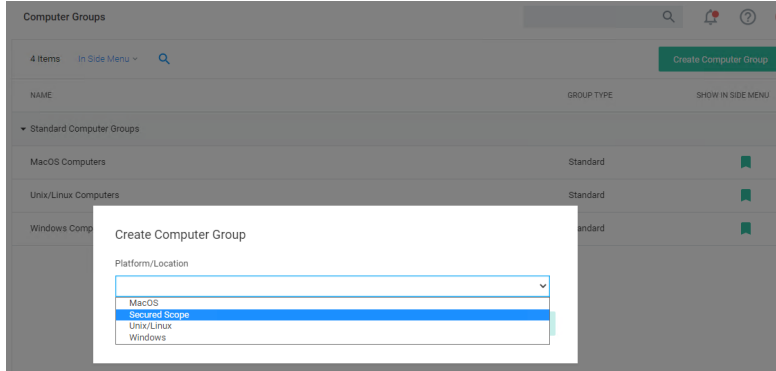 Computer Groups
4 Items In Side Menu
Create Computer Group
NAME GROUP TYPE SHOW IN SIDE MENU
Standard Computer Groups
MacOS Computers Standard
Unix/Linux Computers Standard
Windows Comp andard
Create Computer Group
Platform/Location
MacOS
Secured Scope
Unix/Linux
Windows